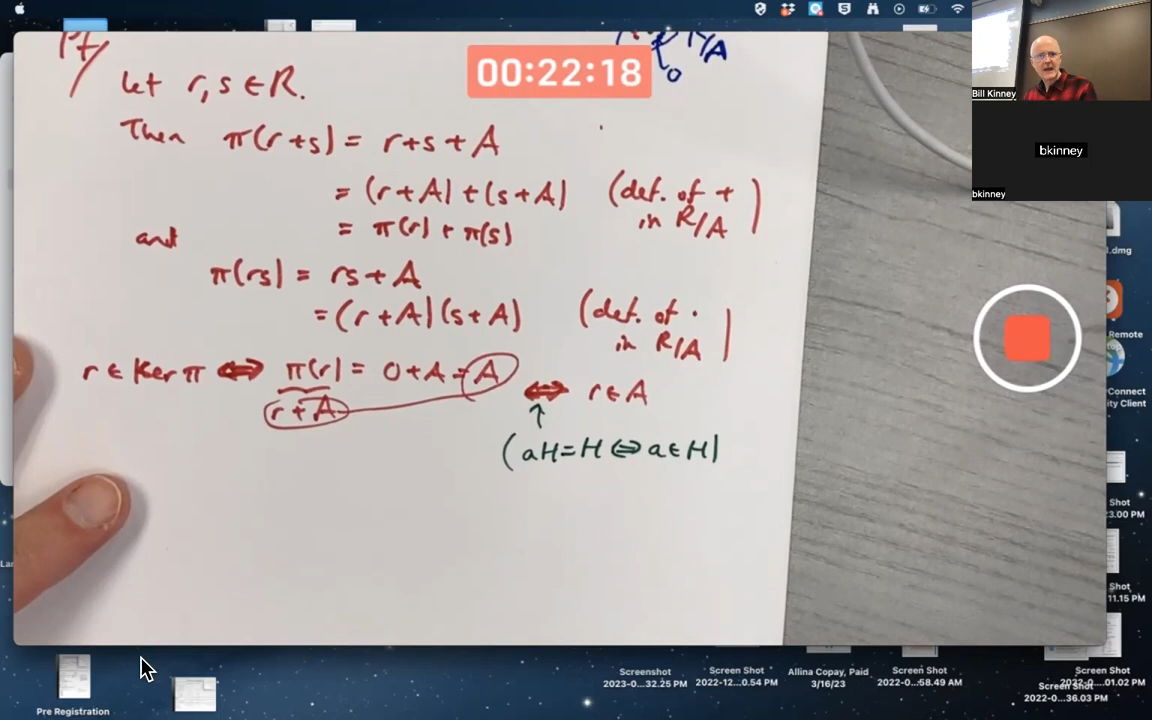 Pf/
R/A
0
00:22:18
Bill Kinney
bkinney
bkinney
Let r, s ∈ R.
Then π(r+s) = r+s+A
= (r+A)+(s+A) (def. of + in R/A)
= π(r)+π(s)
and
π(rs) = rs+A
= (r+A)(s+A) (def. of · in R/A)
r ∈ Ker π ⇔ π(r) = 0+A = A
r+A
⇔ r ∈ A
↑
(aH=H ⇔ a∈H)
.dmg
Remote
Connect
ity Client
Shot
3.00 PM
Shot
11.15 PM
Pre Registration
Screenshot
2023-0...32.25 PM
Screen Shot
2022-12...0.54 PM
Allina Copay, Paid
3/16/23
Screen Shot
2022-0...58.49 AM
Screen Shot
2022-0...01.02 PM
Screen Shot
2022-0...36.03 PM